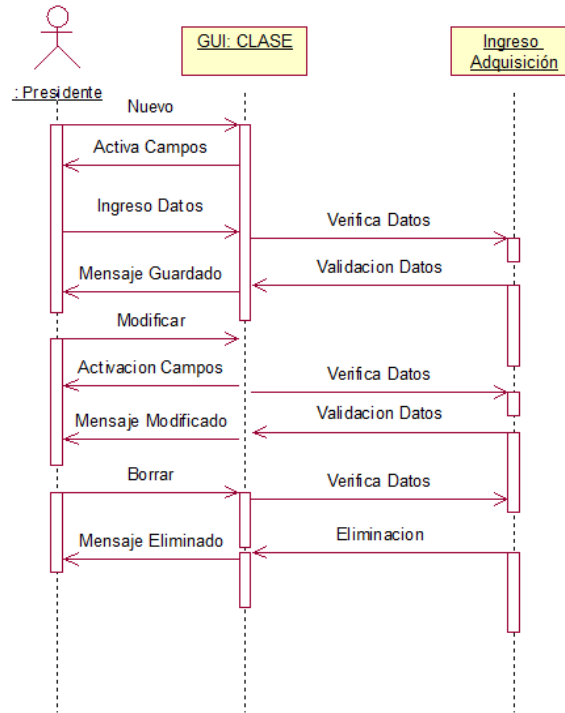 GUI: CLASE
Ingreso
Adquisición
: Presidente
Nuevo
Activa Campos
Ingreso Datos
Verifica Datos
Validacion Datos
Mensaje Guardado
Modificar
Activacion Campos
Verifica Datos
Validacion Datos
Mensaje Modificado
Borrar
Verifica Datos
Eliminacion
Mensaje Eliminado